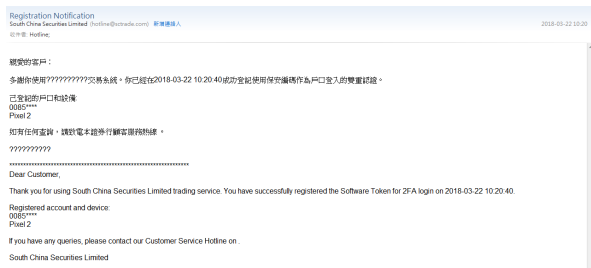 Registration Notification
South China Securities Limited (hotline@sctrade.com) 新增連絡人
2018-03-22 10:20
收件者: Hotline;
親愛的客戶：
多謝你使用??????????交易系統。你已經在2018-03-22 10:20:40成功登記使用保安編碼作為戶口登入的雙重認證。
已登記的戶口和設備:
0085****
Pixel 2
如有任何查詢，請致電本證券行顧客服務熱線 。
??????????
******************************************************************
Dear Customer,
Thank you for using South China Securities Limited trading service. You have successfully registered the Software Token for 2FA login on 2018-03-22 10:20:40.
Registered account and device:
0085****
Pixel 2
If you have any queries, please contact our Customer Service Hotline on .
South China Securities Limited